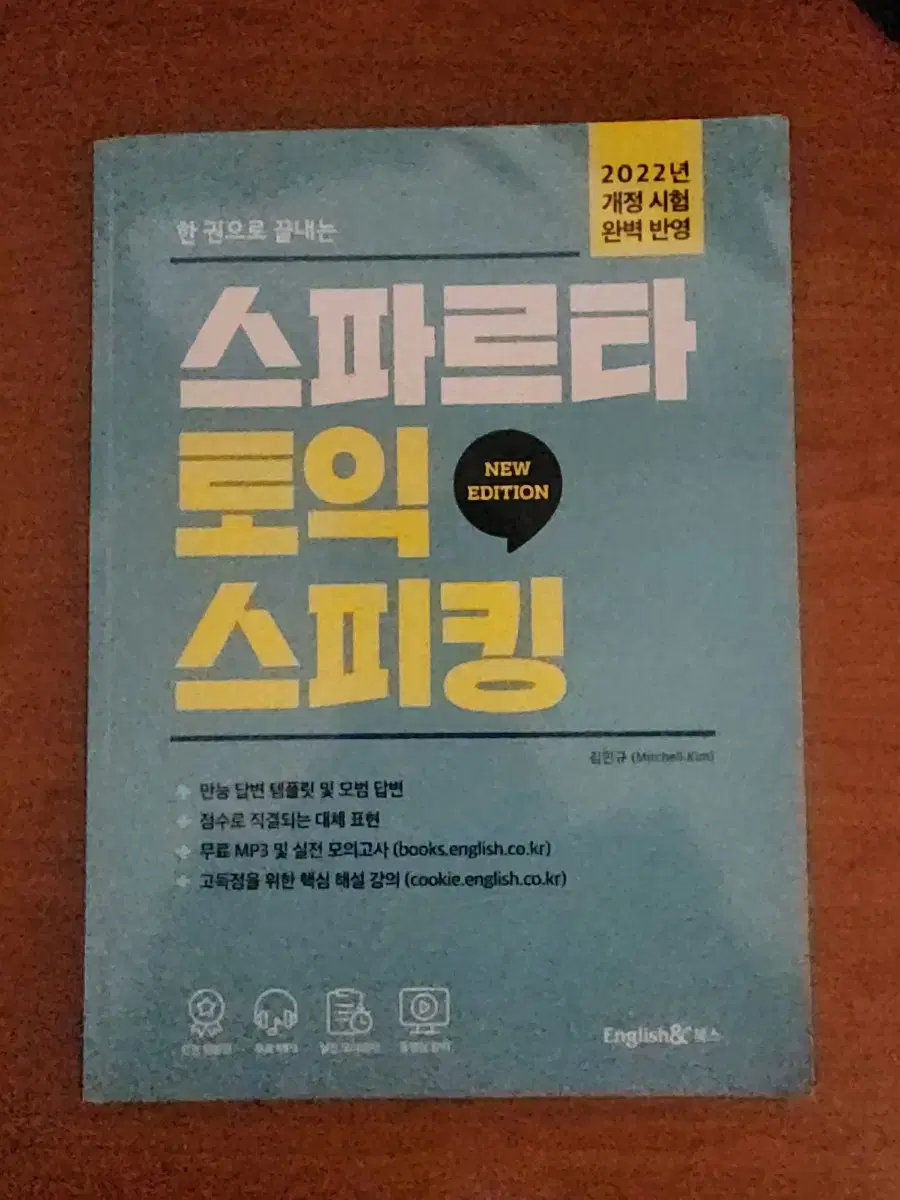 2022년
개정 시험
완벽 반영
한 권으로 끝내는
스파르타
토익
NEW
EDITION
스피킹
김민규 (Mitchell Kim)
만능 답변 템플릿 및 모범 답변
점수로 직결되는 대체 표현
무료 MP3 및 실전 모의고사 (books.english.co.kr)
고득점을 위한 핵심 해설 강의 (cookie.english.co.kr)
English& 북스